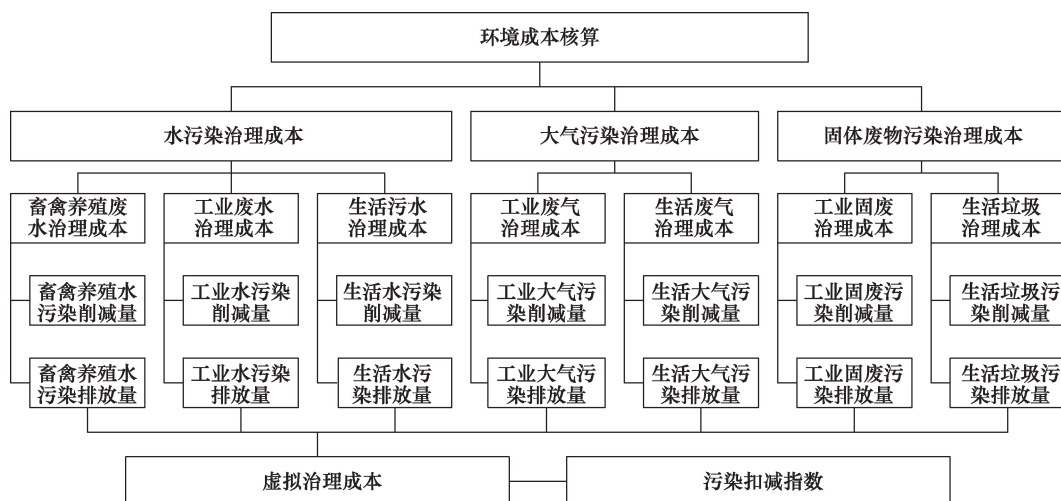 环境成本核算
水污染治理成本
大气污染治理成本
固体废物污染治理成本
畜禽养殖废
水治理成本
工业废水
治理成本
生活污水
治理成本
工业废气
治理成本
生活废气
治理成本
工业固废
治理成本
生活垃圾
治理成本
畜禽养殖水
污染削减量
工业水污染
削减量
生活水污染
削减量
工业大气污
染削减量
生活大气污
染削减量
工业固废污
染削减量
生活垃圾污
染削减量
畜禽养殖水
污染排放量
工业水污染
排放量
生活水污
染排放量
工业大气污
染排放量
生活大气污
染排放量
工业固废污
染排放量
生活垃圾污
染排放量
虚拟治理成本
污染扣减指数